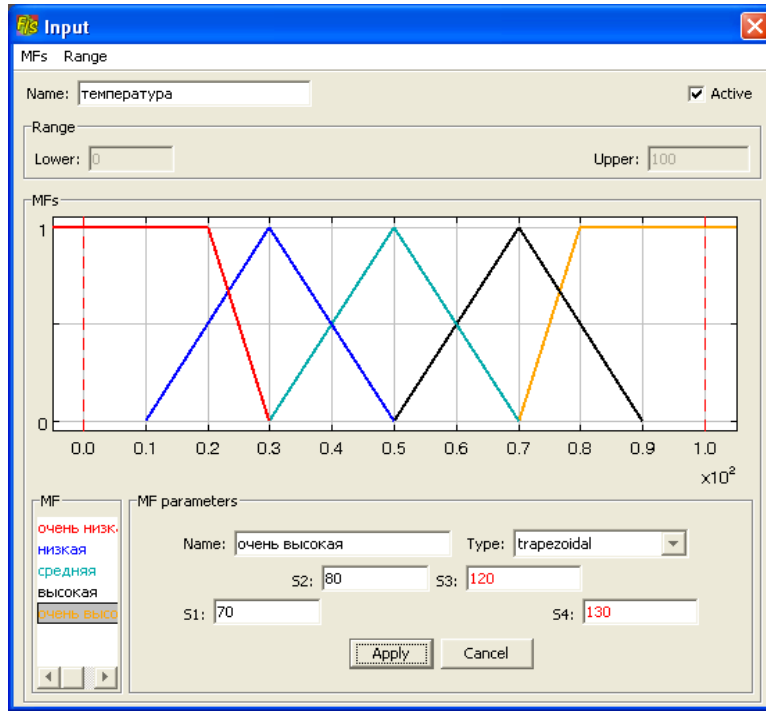 Fis Input
MFs Range
Name: температура Active
Range
Lower: 0 Upper: 100
MFs
1
0
0.0 0.1 0.2 0.3 0.4 0.5 0.6 0.7 0.8 0.9 1.0
x10²
MF
очень низка
низкая
средняя
высокая
очень высо
MF parameters
Name: очень высокая Type: trapezoidal
S2: 80 S3: 120
S1: 70 S4: 130
Apply Cancel